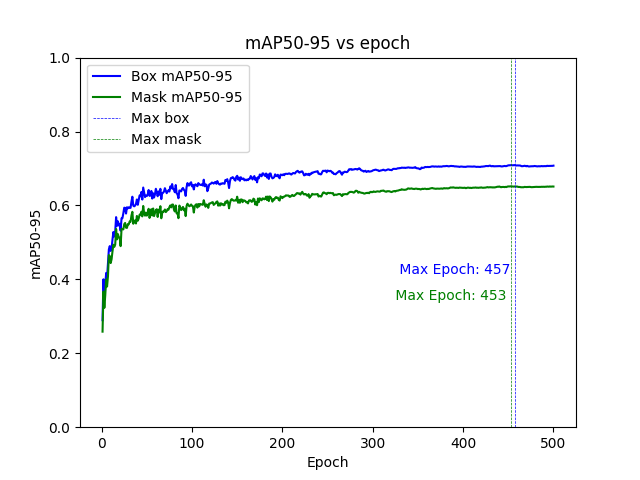 mAP50-95 vs epoch
1.0
0.8
0.6
0.4
0.2
0.0
mAP50-95
Box mAP50-95
Mask mAP50-95
Max box
Max mask
Max Epoch: 457
Max Epoch: 453
0 100 200 300 400 500
Epoch